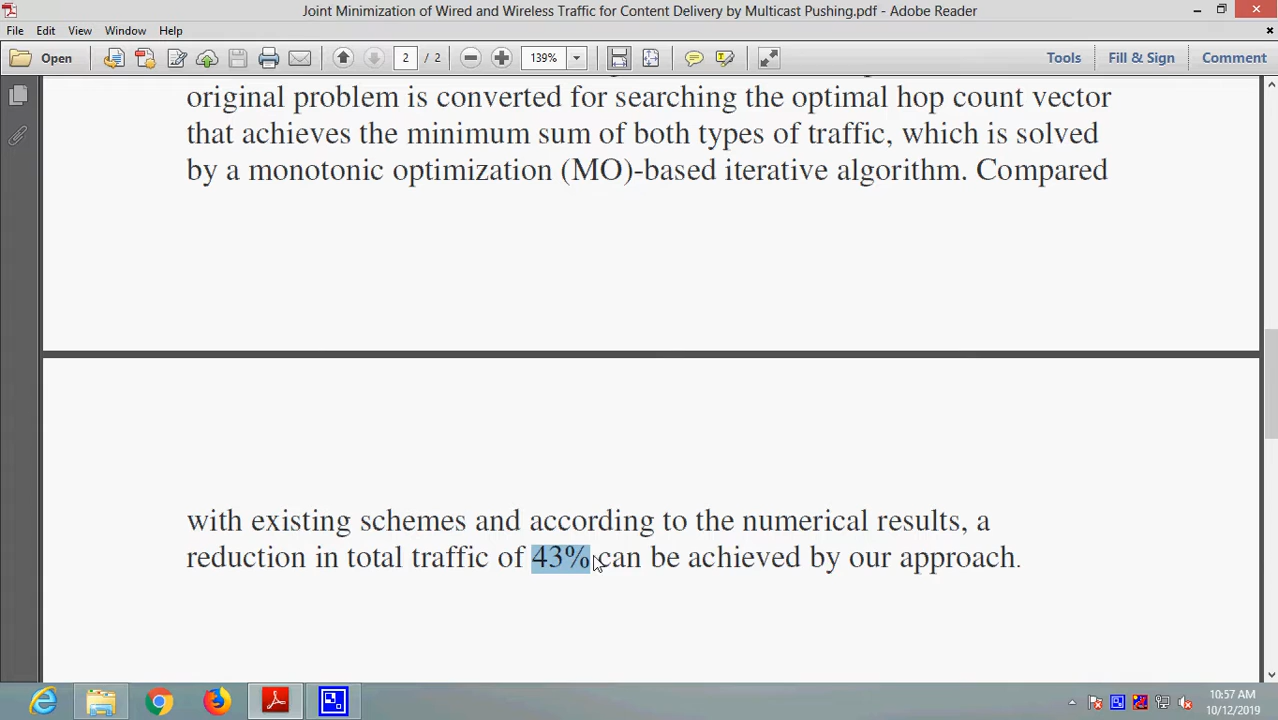 Joint Minimization of Wired and Wireless Traffic for Content Delivery by Multicast Pushing.pdf - Adobe Reader
File Edit View Window Help
Open 2 / 2 139% Tools Fill & Sign Comment
original problem is converted for searching the optimal hop count vector
that achieves the minimum sum of both types of traffic, which is solved
by a monotonic optimization (MO)-based iterative algorithm. Compared
with existing schemes and according to the numerical results, a
reduction in total traffic of 43% can be achieved by our approach.
10:57 AM
10/12/2019